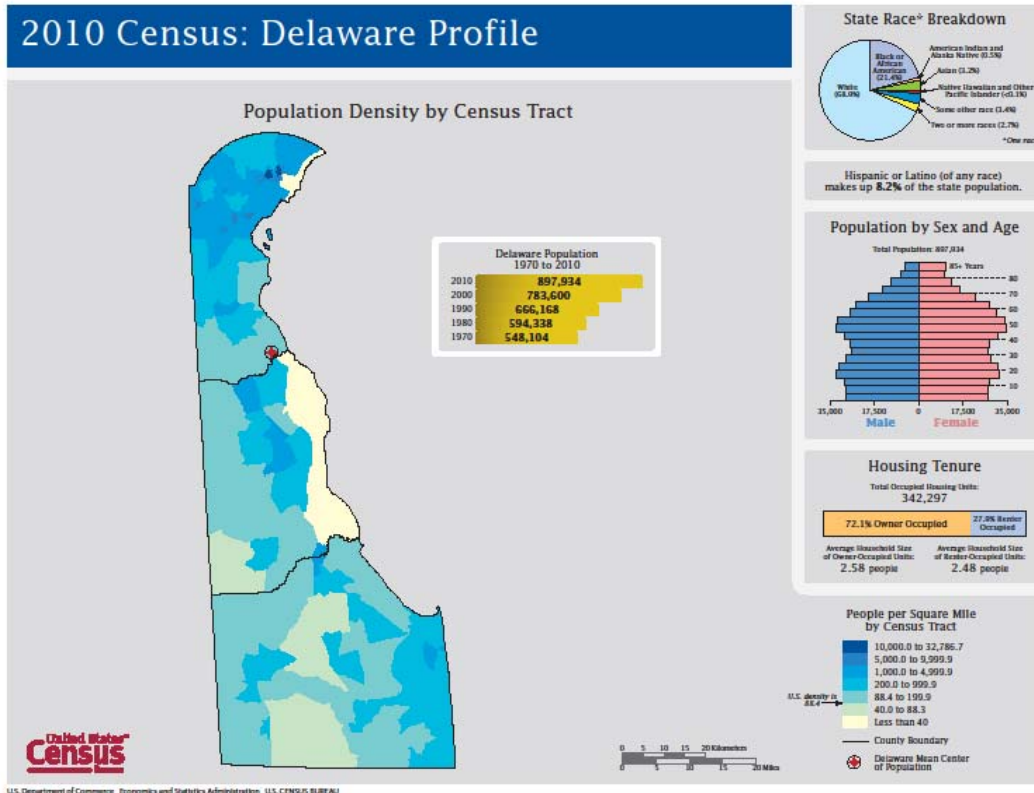 2010 Census: Delaware Profile
Population Density by Census Tract
Delaware Population
1970 to 2010
2010 897,934
2000 783,600
1990 666,168
1980 594,338
1970 548,104
State Race* Breakdown
American Indian and
Alaska Native (0.5%)
Black or
African
American
(21.4%)
Asian (3.2%)
White
(68.9%)
Native Hawaiian and Other
Pacific Islander (<0.1%)
Some other race (3.4%)
Two or more races (2.7%)
*One
Hispanic or Latino (of any race)
makes up 8.2% of the state population.
Population by Sex and Age
Total Population: 897,934
85+ Years
80
70
60
50
40
30
20
10
35,000 17,500 0 17,500 35,000
Male Female
Housing Tenure
Total Occupied Housing Units:
342,297
72.1% Owner Occupied
27.9% Renter
Occupied
Average Household Size
of Owner-Occupied Units:
2.58 people
Average Household Size
of Renter-Occupied Units:
2.48 people
People per Square Mile
by Census Tract
10,000.0 to 32,786.7
5,000.0 to 9,999.9
1,000.0 to 4,999.9
200.0 to 999.9
88.4 to 199.9
40.0 to 88.3
Less than 40
U.S. density is
88.4
County Boundary
Delaware Mean Center
of Population
0 5 10 15 20 Kilometers
0 5 10 15 20 Miles
United States
Census
Bureau
U.S. Department of Commerce Economics and Statistics Administration U.S. CENSUS BUREAU